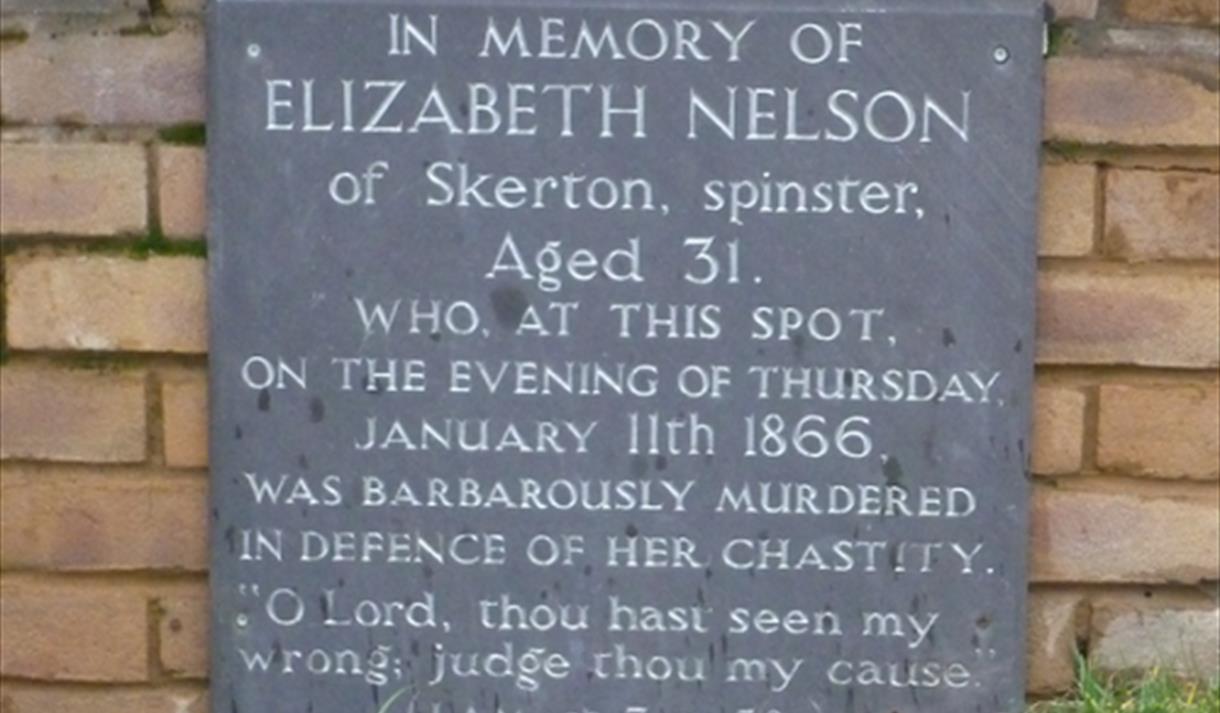 IN MEMORY OF
ELIZABETH NELSON
of Skerton, spinster,
Aged 31.
WHO, AT THIS SPOT,
ON THE EVENING OF THURSDAY,
JANUARY 11th 1866,
WAS BARBAROUSLY MURDERED
IN DEFENCE OF HER CHASTITY.
"O Lord, thou hast seen my
wrong; judge thou my cause."